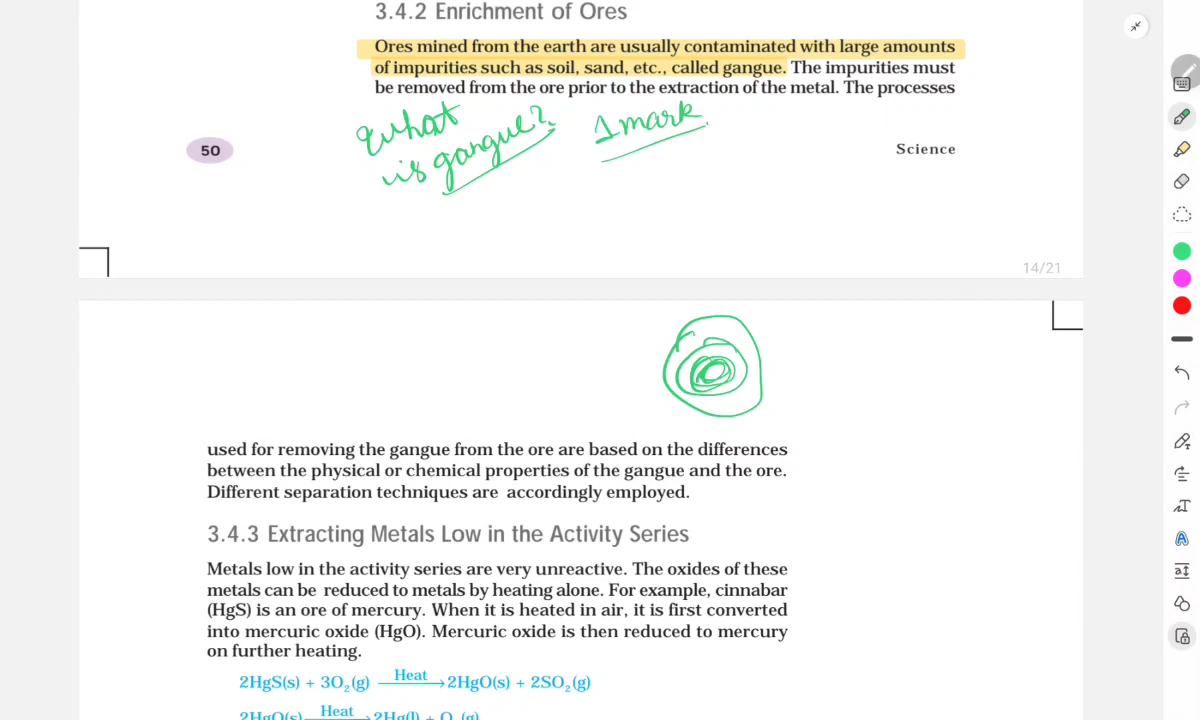 3.4.2 Enrichment of Ores
Ores mined from the earth are usually contaminated with large amounts
of impurities such as soil, sand, etc., called gangue. The impurities must
be removed from the ore prior to the extraction of the metal. The processes
what
is gangue?
1 mark.
50
Science
14/21
used for removing the gangue from the ore are based on the differences
between the physical or chemical properties of the gangue and the ore.
Different separation techniques are accordingly employed.
3.4.3 Extracting Metals Low in the Activity Series
Metals low in the activity series are very unreactive. The oxides of these
metals can be reduced to metals by heating alone. For example, cinnabar
(HgS) is an ore of mercury. When it is heated in air, it is first converted
into mercuric oxide (HgO). Mercuric oxide is then reduced to mercury
on further heating.
2HgS(s) + 3O₂(g) Heat → 2HgO(s) + 2SO₂(g)
2HgO(s) Heat → 2Hg(l) + O₂(g)